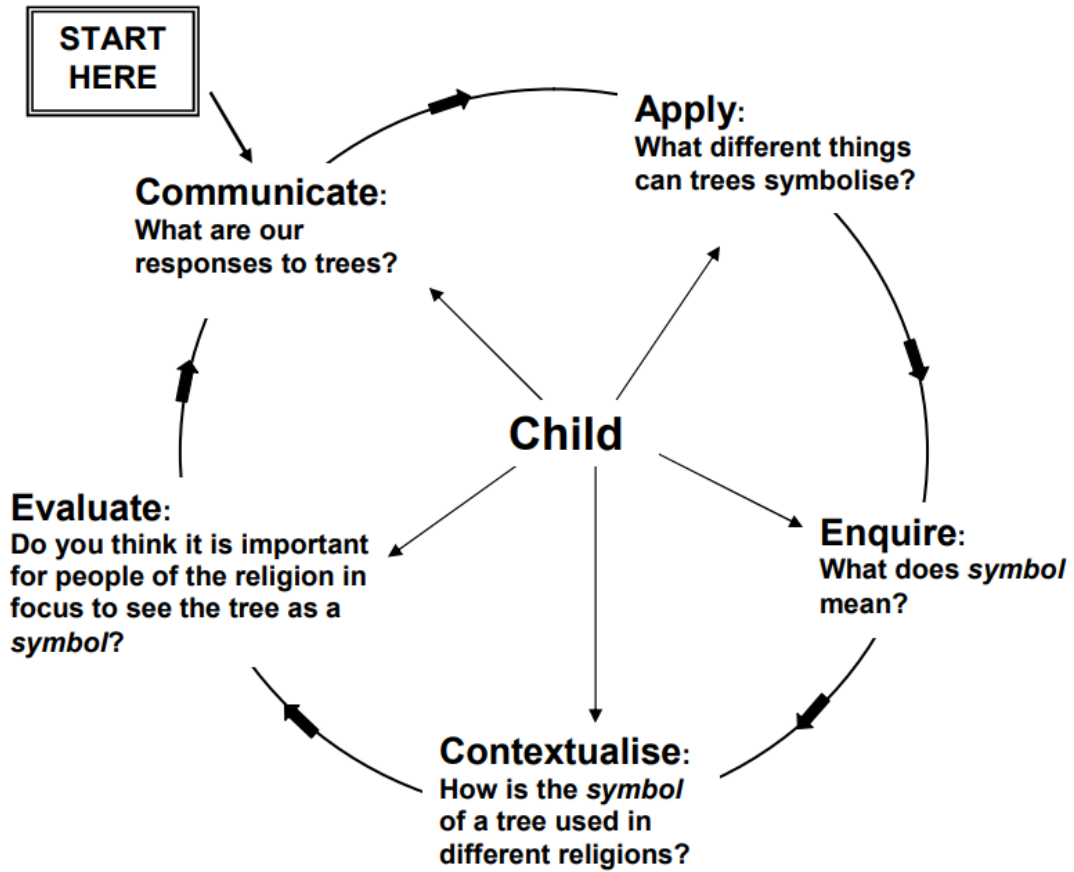 START
HERE
Communicate:
What are our
responses to trees?
Apply:
What different things
can trees symbolise?
Child
Enquire:
What does symbol
mean?
Contextualise:
How is the symbol
of a tree used in
different religions?
Evaluate:
Do you think it is important
for people of the religion in
focus to see the tree as a
symbol?